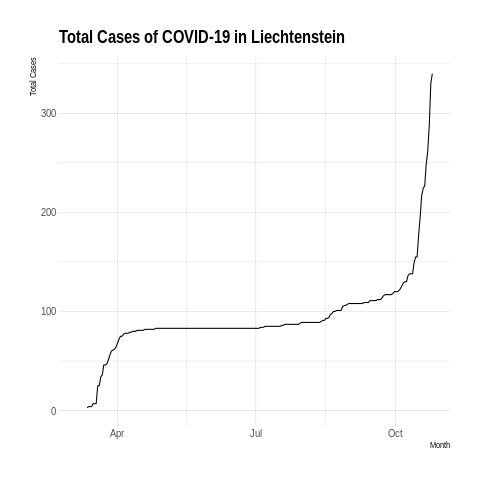 Total Cases of COVID-19 in Liechtenstein
Total Cases
300
200
100
0
Apr
Jul
Oct
Month